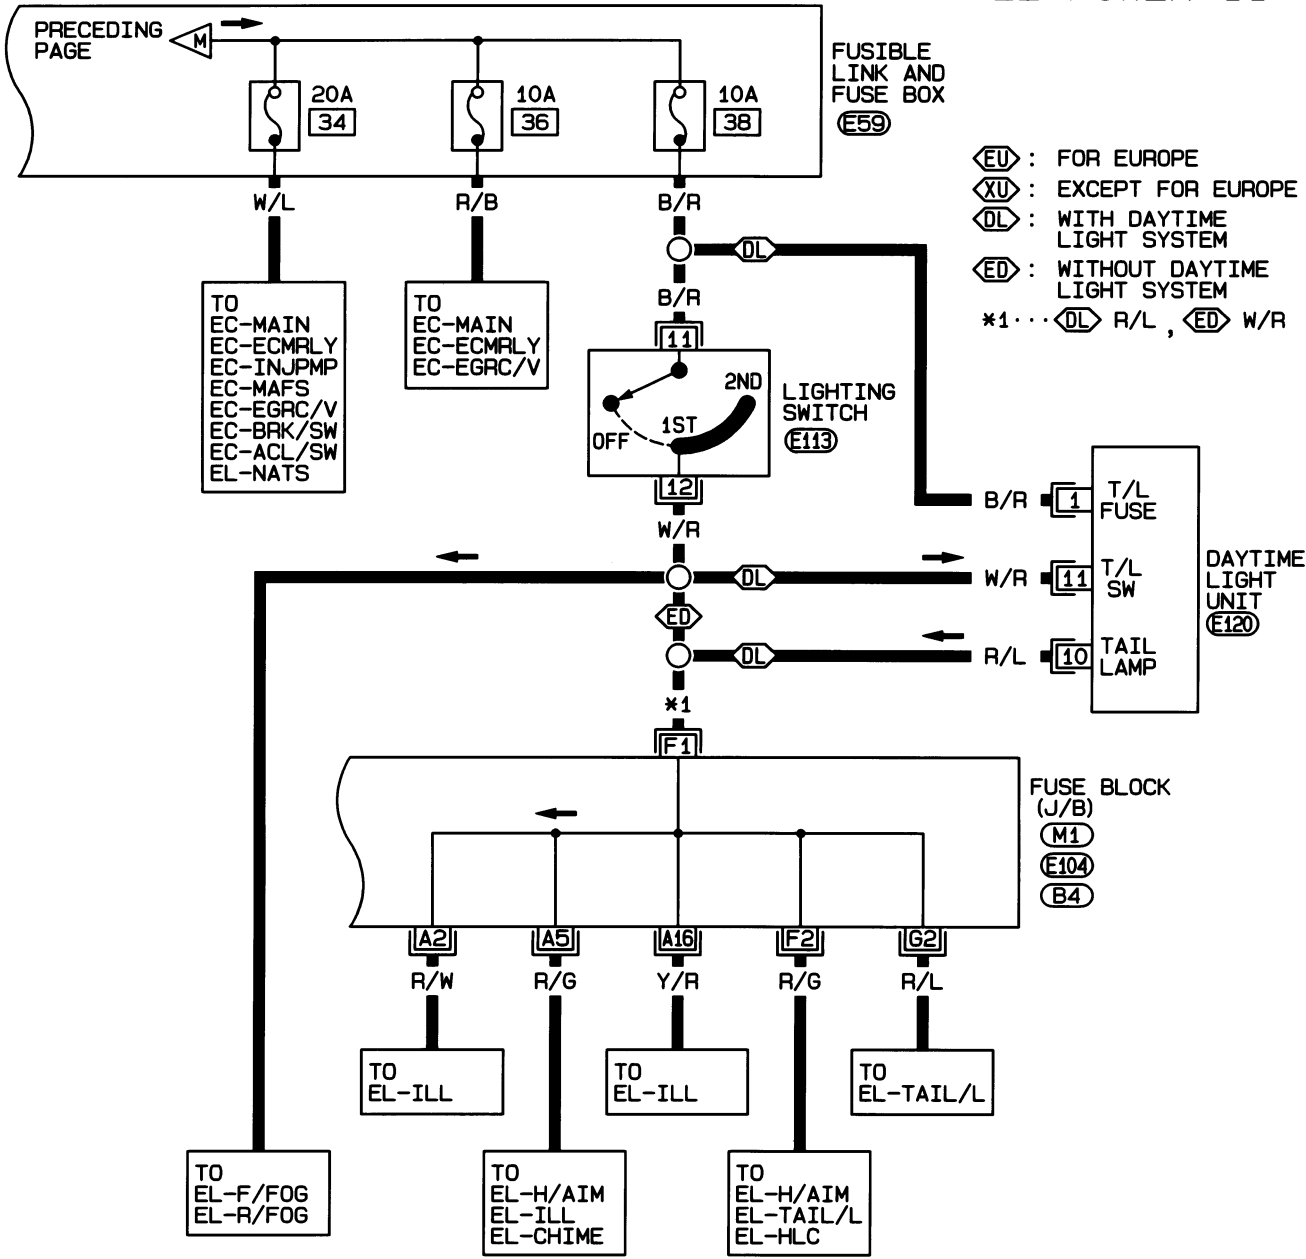 PRECEDING
PAGE
M
20A
34
10A
36
10A
38
FUSIBLE
LINK AND
FUSE BOX
E59
EU : FOR EUROPE
XU : EXCEPT FOR EUROPE
DL : WITH DAYTIME
LIGHT SYSTEM
ED : WITHOUT DAYTIME
LIGHT SYSTEM
*1··· DL R/L , ED W/R
W/L
R/B
B/R
DL
B/R
TO
EC-MAIN
EC-ECMRLY
EC-INJPMP
EC-MAFS
EC-EGRC/V
EC-BRK/SW
EC-ACL/SW
EL-NATS
TO
EC-MAIN
EC-ECMRLY
EC-EGRC/V
11
OFF
1ST
2ND
LIGHTING
SWITCH
E113
12
W/R
B/R
1
T/L
FUSE
DL
W/R
11
T/L
SW
ED
DL
R/L
10
TAIL
LAMP
DAYTIME
LIGHT
UNIT
E120
*1
F1
FUSE BLOCK
(J/B)
M1
E104
B4
A2
A5
A16
F2
G2
R/W
R/G
Y/R
R/G
R/L
TO
EL-ILL
TO
EL-ILL
TO
EL-TAIL/L
TO
EL-F/FOG
EL-R/FOG
TO
EL-H/AIM
EL-ILL
EL-CHIME
TO
EL-H/AIM
EL-TAIL/L
EL-HLC